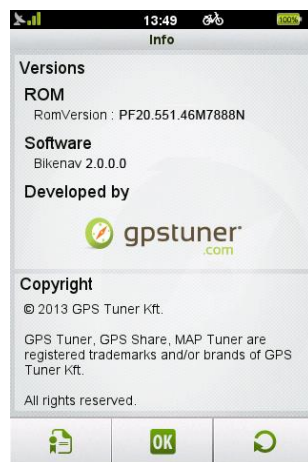 13:49
100%
Info
Versions
ROM
RomVersion : PF20.551.46M7888N
Software
Bikenav 2.0.0.0
Developed by
gpstuner
.com
Copyright
© 2013 GPS Tuner Kft.
GPS Tuner, GPS Share, MAP Tuner are
registered trademarks and/or brands of GPS
Tuner Kft.
All rights reserved.
OK